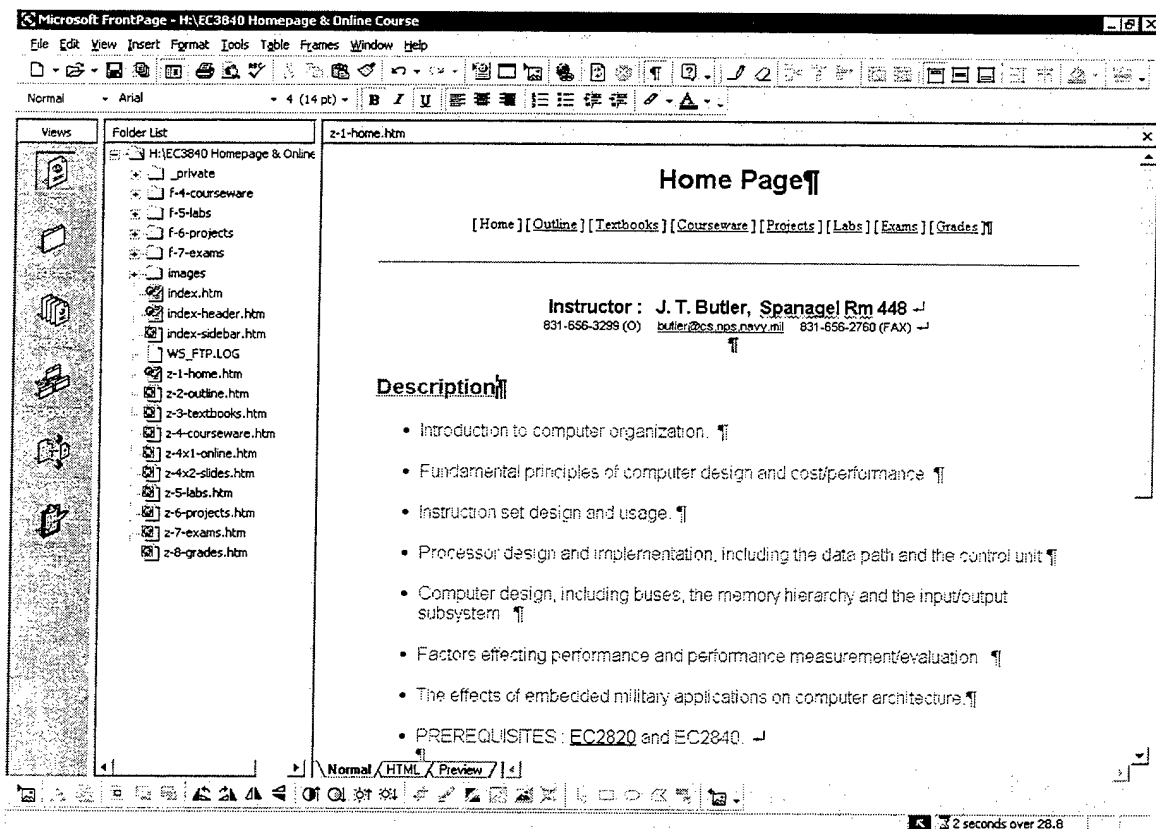 Microsoft FrontPage - H:\EC3840 Homepage & Online Course
File Edit View Insert Format Tools Table Frames Window Help
Normal Arial 4 (14 pt) B I U A
Views
Folder List
H:\EC3840 Homepage & Online
_private
f-4-courseware
f-5-labs
f-6-projects
f-7-exams
images
index.htm
index-header.htm
index-sidebar.htm
WS_FTP.LOG
z-1-home.htm
z-2-outline.htm
z-3-textbooks.htm
z-4-courseware.htm
z-4x1-online.htm
z-4x2-slides.htm
z-5-labs.htm
z-6-projects.htm
z-7-exams.htm
z-8-grades.htm
z-1-home.htm
Home Page¶
[ Home ] [ Outline ] [ Textbooks ] [ Courseware ] [ Projects ] [ Labs ] [ Exams ] [ Grades ]¶
Instructor : J. T. Butler, Spanagel Rm 448 ↵
831-656-3299 (O) butler@cs.nps.navy.mil 831-656-2760 (FAX) ↵
¶
Description¶
• Introduction to computer organization. ¶
• Fundamental principles of computer design and cost/performance ¶
• Instruction set design and usage. ¶
• Processor design and implementation, including the data path and the control unit ¶
• Computer design, including buses, the memory hierarchy and the input/output
subsystem ¶
• Factors effecting performance and performance measurement/evaluation ¶
• The effects of embedded military applications on computer architecture.¶
• PREREQUISITES : EC2820 and EC2840. ↵
¶
Normal HTML Preview
2 seconds over 28.8